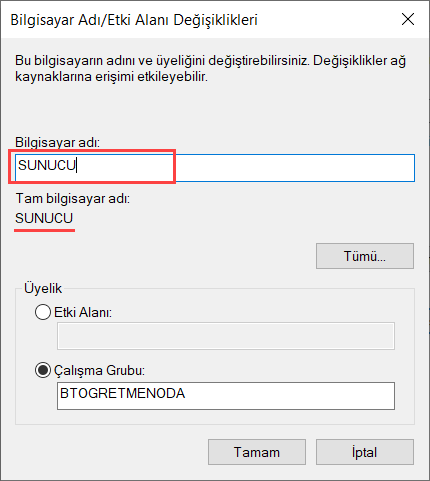 Bilgisayar Adı/Etki Alanı Değişiklikleri
Bu bilgisayarın adını ve üyeliğini değiştirebilirsiniz. Değişiklikler ağ
kaynaklarına erişimi etkileyebilir.
Bilgisayar adı:
SUNUCU
Tam bilgisayar adı:
SUNUCU
Tümü...
Üyelik
Etki Alanı:
Çalışma Grubu:
BTOGRETMENODA
Tamam
İptal